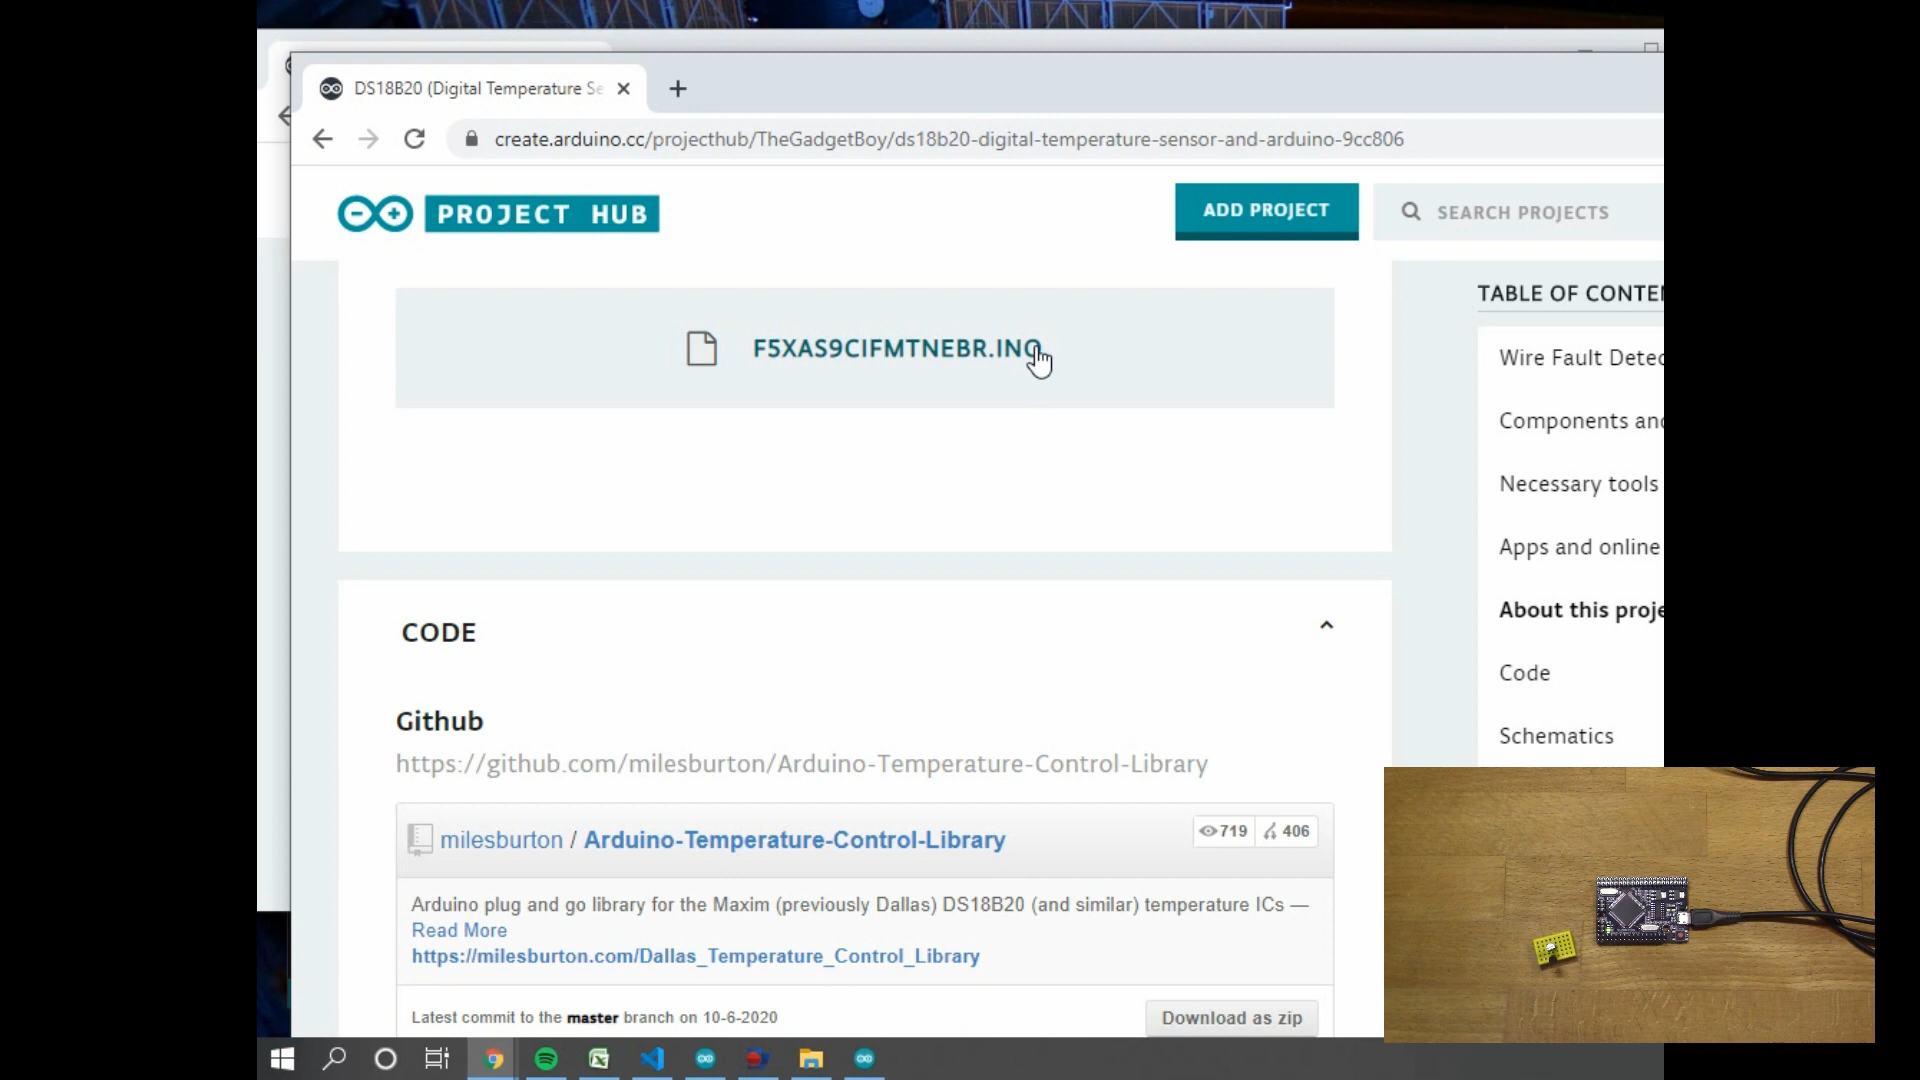 DS18B20 (Digital Temperature Se
create.arduino.cc/projecthub/TheGadgetBoy/ds18b20-digital-temperature-sensor-and-arduino-9cc806
PROJECT HUB
ADD PROJECT
SEARCH PROJECTS
F5XAS9CIFMTNEBR.INO
TABLE OF CONTEN
Wire Fault Detec
Components and
Necessary tools
Apps and online
About this proje
Code
Schematics
CODE
Github
https://github.com/milesburton/Arduino-Temperature-Control-Library
milesburton / Arduino-Temperature-Control-Library
719
406
Arduino plug and go library for the Maxim (previously Dallas) DS18B20 (and similar) temperature ICs —
Read More
https://milesburton.com/Dallas_Temperature_Control_Library
Latest commit to the master branch on 10-6-2020
Download as zip